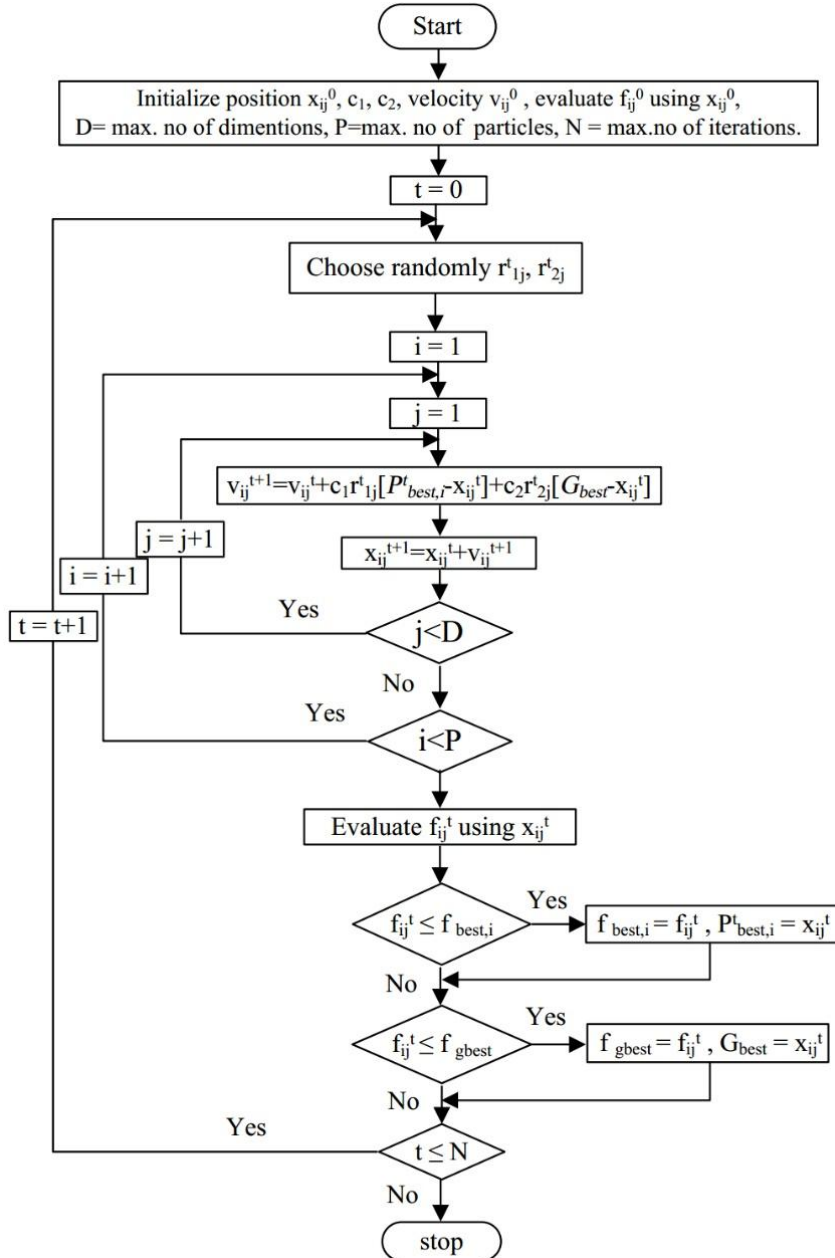 Start
Initialize position xᵢⱼ⁰, c₁, c₂, velocity vᵢⱼ⁰ , evaluate fᵢⱼ⁰ using xᵢⱼ⁰,
D= max. no of dimentions, P=max. no of particles, N = max.no of iterations.
t = 0
Choose randomly rᵗ₁ⱼ, rᵗ₂ⱼ
i = 1
j = 1
vᵢⱼᵗ⁺¹=vᵢⱼᵗ+c₁rᵗ₁ⱼ[Pᵗbest,i-xᵢⱼᵗ]+c₂rᵗ₂ⱼ[Gbest-xᵢⱼᵗ]
j = j+1
xᵢⱼᵗ⁺¹=xᵢⱼᵗ+vᵢⱼᵗ⁺¹
i = i+1
Yes
t = t+1
j<D
No
Yes
i<P
Evaluate fᵢⱼᵗ using xᵢⱼᵗ
Yes
fᵢⱼᵗ ≤ f best,i
f best,i = fᵢⱼᵗ , Pᵗbest,i = xᵢⱼᵗ
No
Yes
fᵢⱼᵗ ≤ f gbest
f gbest = fᵢⱼᵗ , Gbest = xᵢⱼᵗ
No
Yes
t ≤ N
No
stop